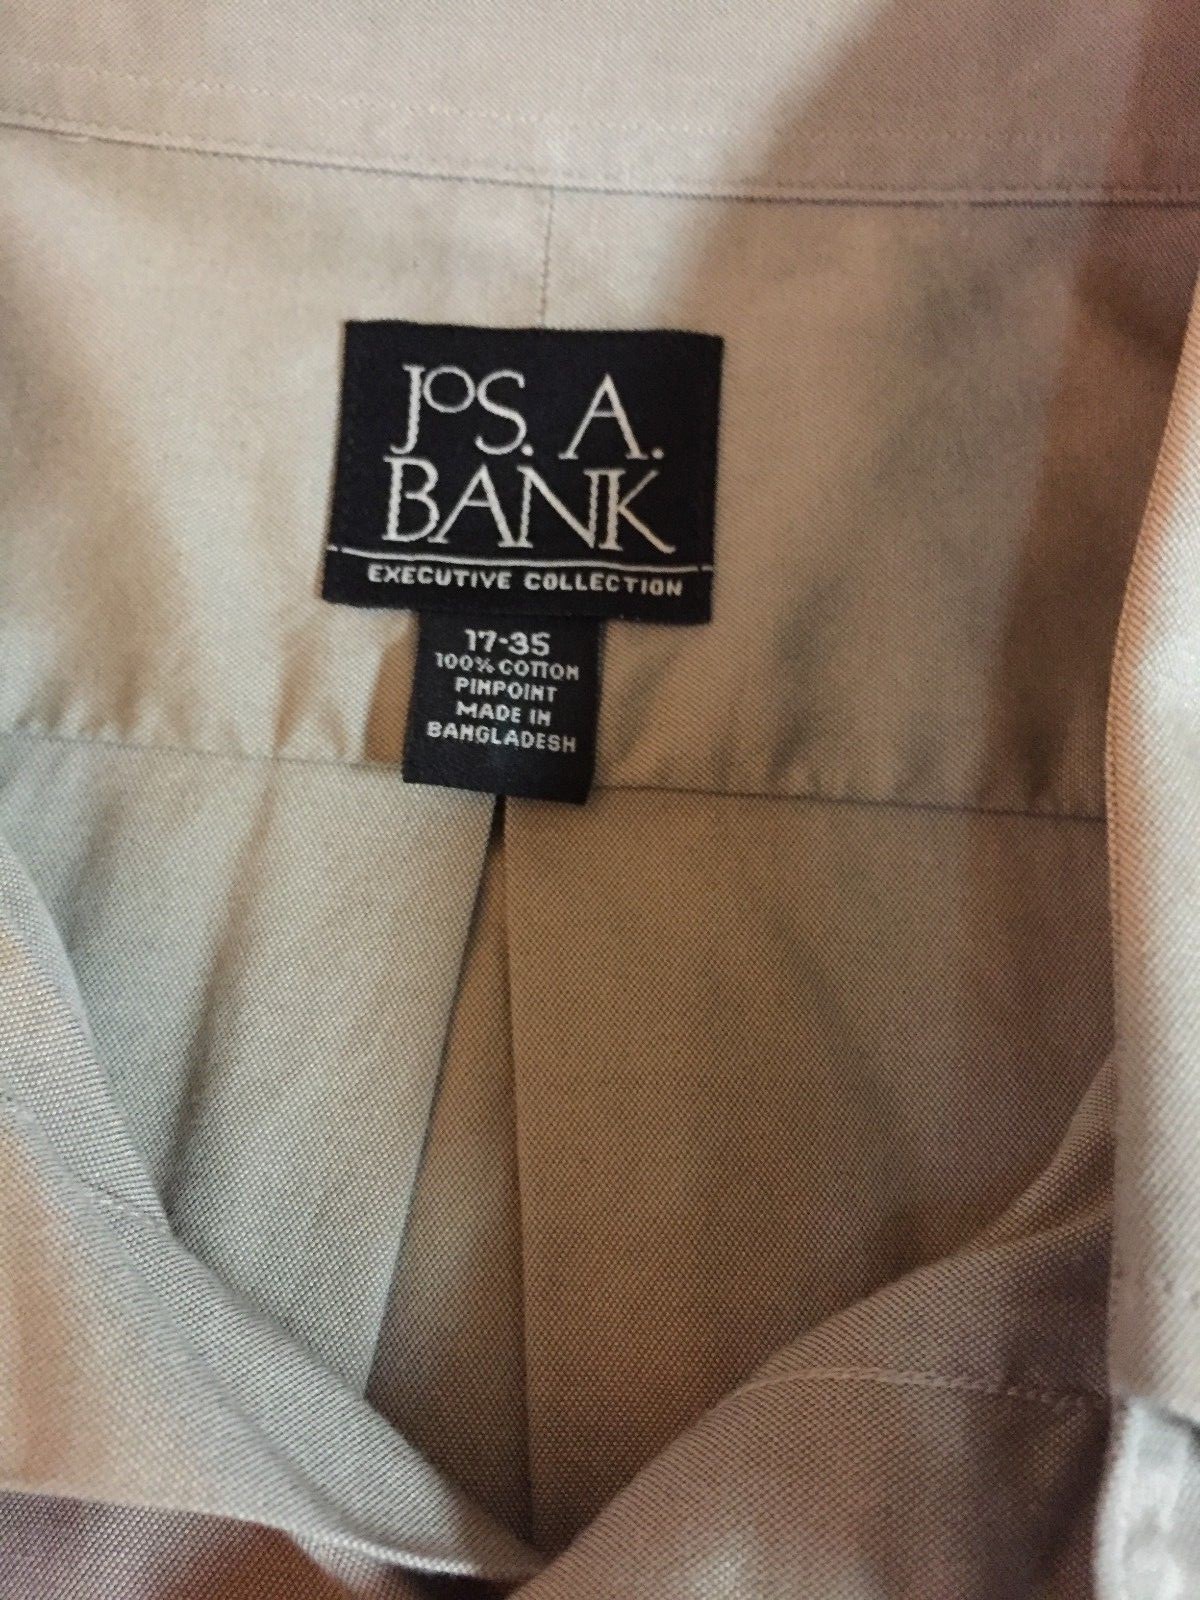 JOS. A.
BANK
EXECUTIVE COLLECTION
17-35
100% COTTON
PINPOINT
MADE IN
BANGLADESH